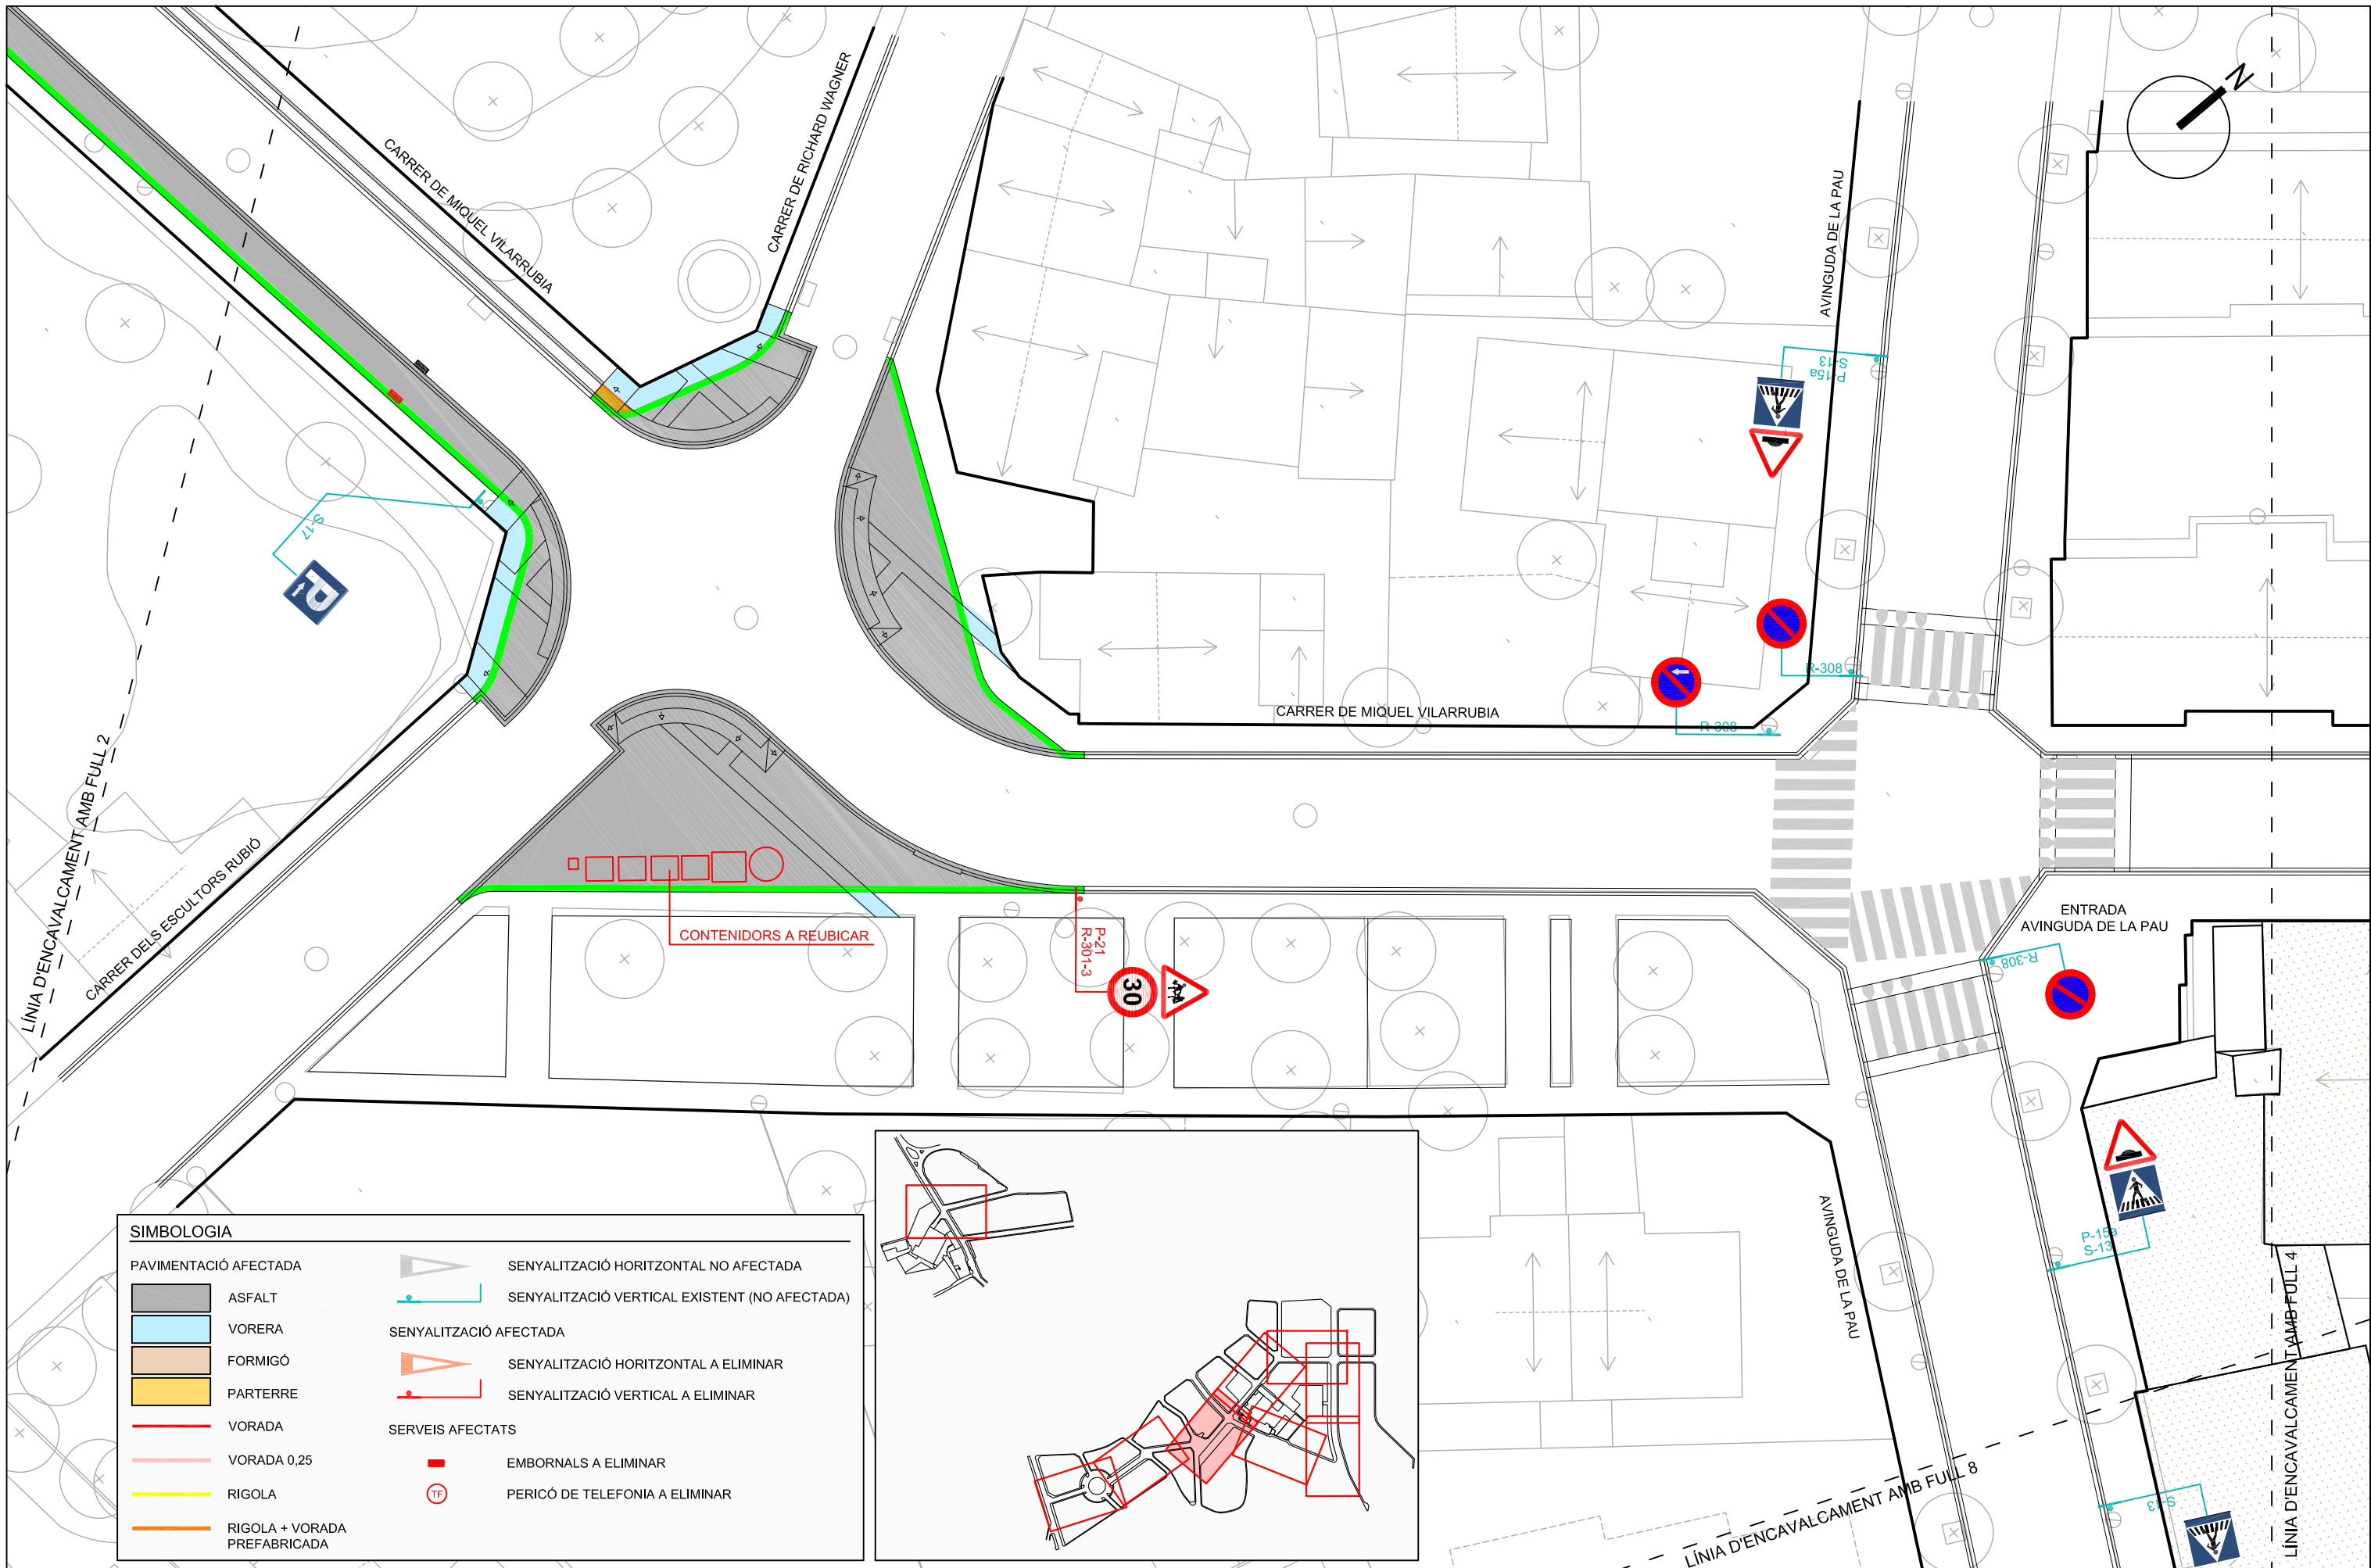 CARRER DE MIQUEL VILARRUBIA
CARRER DE RICHARD WAGNER
AVINGUDA DE LA PAU
N
S-13
P-15a
S-17
R-308
R-308
CARRER DE MIQUEL VILARRUBIA
LÍNIA D'ENCAVALCAMENT AMB FULL 2
CARRER DELS ESCULTORS RUBIÓ
CONTENIDORS A REUBICAR
P-21
R-301-3
30
ENTRADA
AVINGUDA DE LA PAU
R-308
P-15a
S-13
AVINGUDA DE LA PAU
LÍNIA D'ENCAVALCAMENT AMB FULL 4
LÍNIA D'ENCAVALCAMENT AMB FULL 8
S-13
SIMBOLOGIA
PAVIMENTACIÓ AFECTADA
ASFALT
VORERA
FORMIGÓ
PARTERRE
VORADA
VORADA 0,25
RIGOLA
RIGOLA + VORADA
PREFABRICADA
SENYALITZACIÓ HORITZONTAL NO AFECTADA
SENYALITZACIÓ VERTICAL EXISTENT (NO AFECTADA)
SENYALITZACIÓ AFECTADA
SENYALITZACIÓ HORITZONTAL A ELIMINAR
SENYALITZACIÓ VERTICAL A ELIMINAR
SERVEIS AFECTATS
EMBORNALS A ELIMINAR
TF
PERICÓ DE TELEFONIA A ELIMINAR